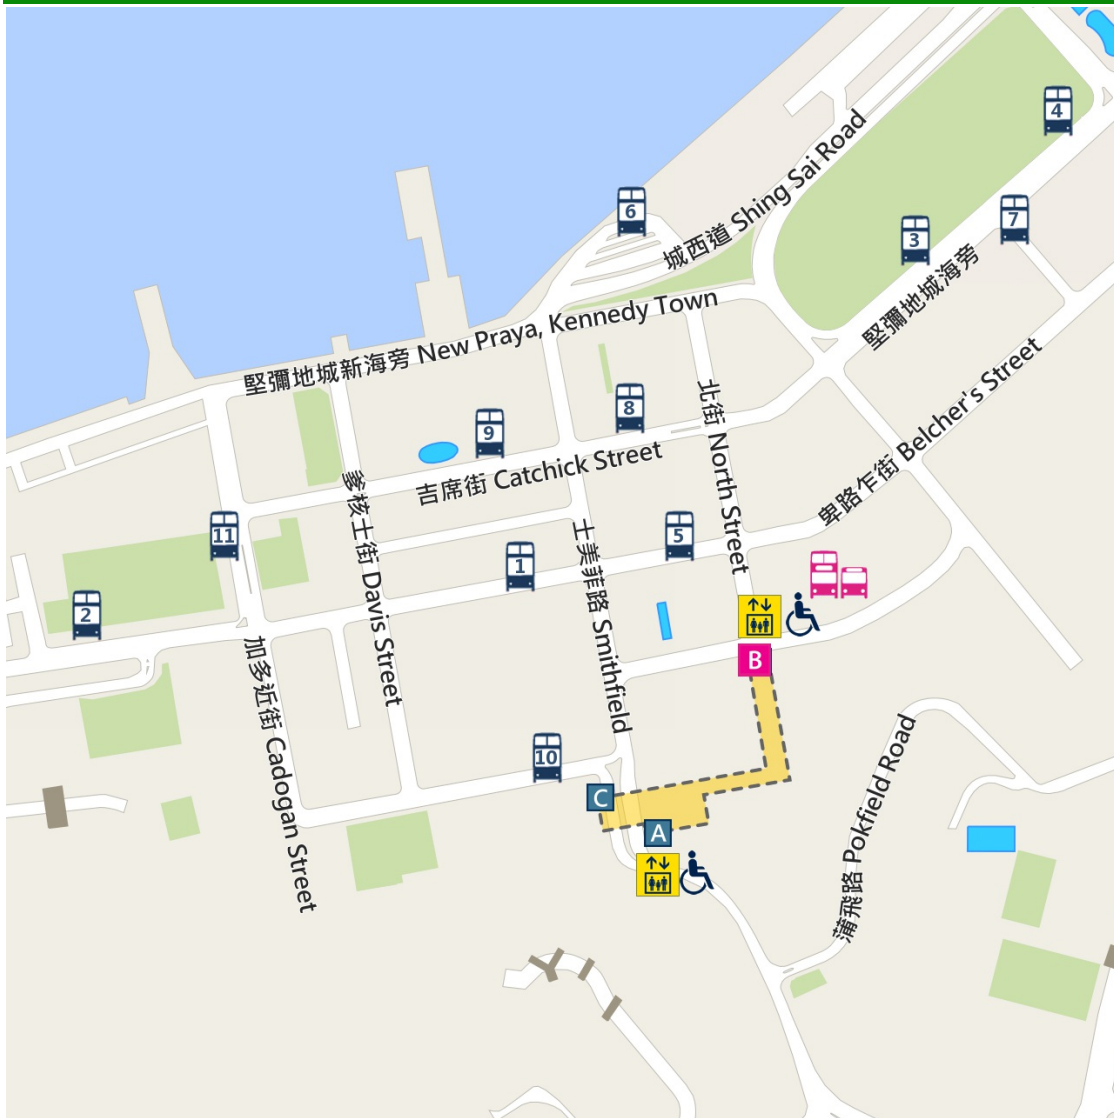 4
6
7
3
城西道 Shing Sai Road
堅彌地城海旁
堅彌地城新海旁 New Praya, Kennedy Town
8
9
北街 North Street
吉席街 Catchick Street
卑路乍街 Belcher's Street
爹核士街 Davis Street
士美菲路 Smithfield
11
5
1
2
加多近街 Cadogan Street
B
10
C
A
蒲飛路 Pokfield Road